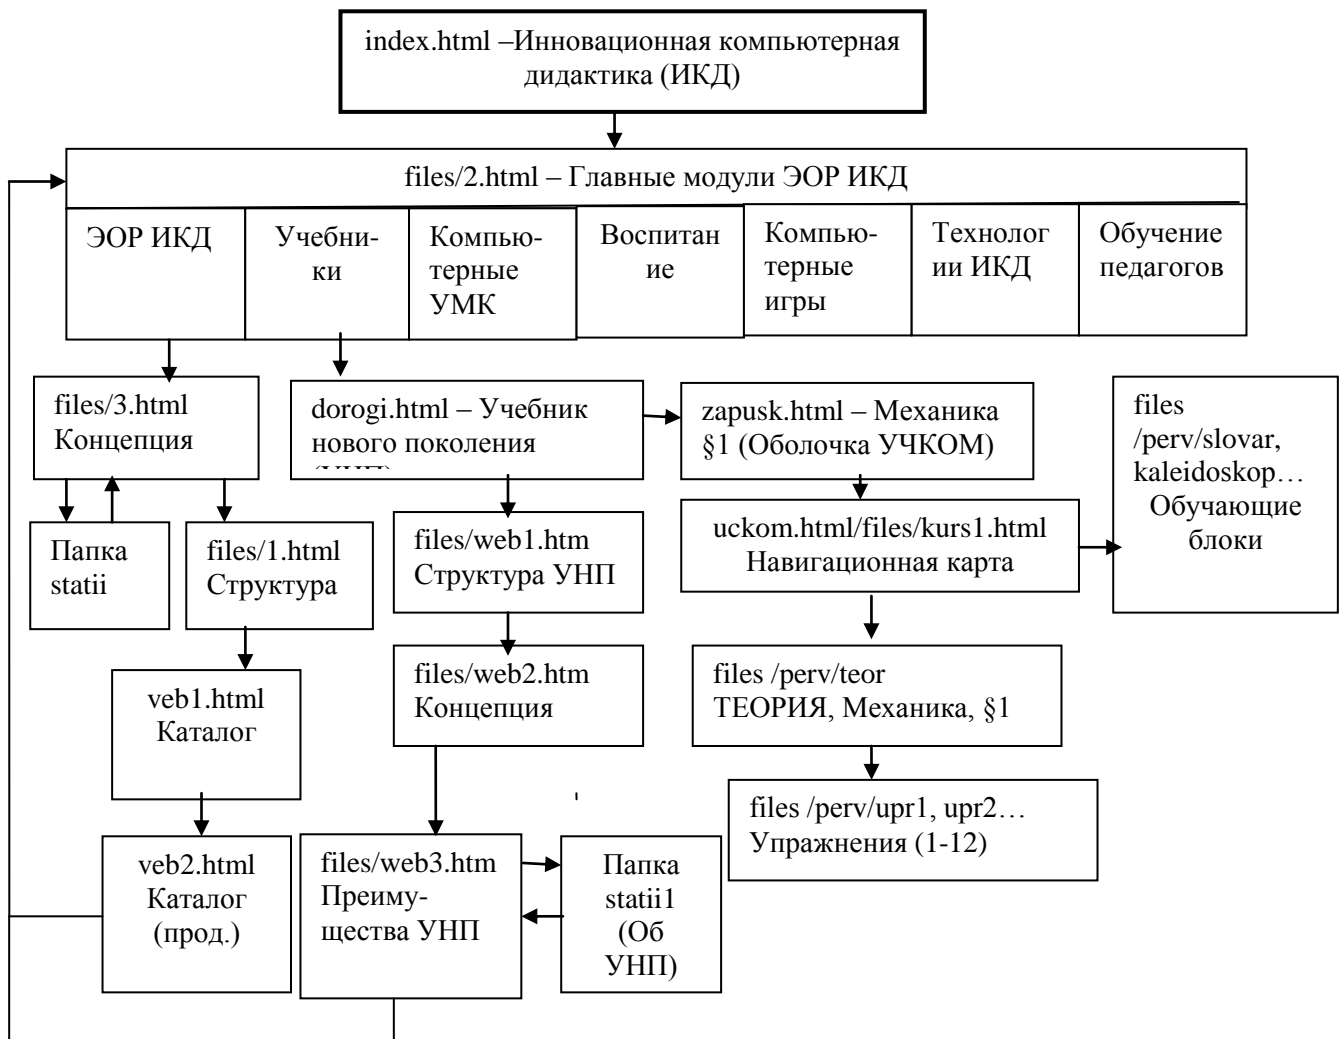 index.html –Инновационная компьютерная
дидактика (ИКД)
files/2.html – Главные модули ЭОР ИКД
ЭОР ИКД
Учебни-
ки
Компью-
терные
УМК
Воспитан
ие
Компью-
терные
игры
Технолог
ии ИКД
Обучение
педагогов
files/3.html
Концепция
dorogi.html – Учебник
нового поколения
zapusk.html – Механика
§1 (Оболочка УЧКОМ)
files
/perv/slovar,
kaleidoskop…
Обучающие
блоки
Папка
statii
files/1.html
Структура
files/web1.htm
Структура УНП
uckom.html/files/kurs1.html
Навигационная карта
veb1.html
Каталог
files/web2.htm
Концепция
files /perv/teor
ТЕОРИЯ, Механика, §1
files /perv/upr1, upr2…
Упражнения (1-12)
veb2.html
Каталог
(прод.)
files/web3.htm
Преиму-
щества УНП
Папка
statii1
(Об
УНП)